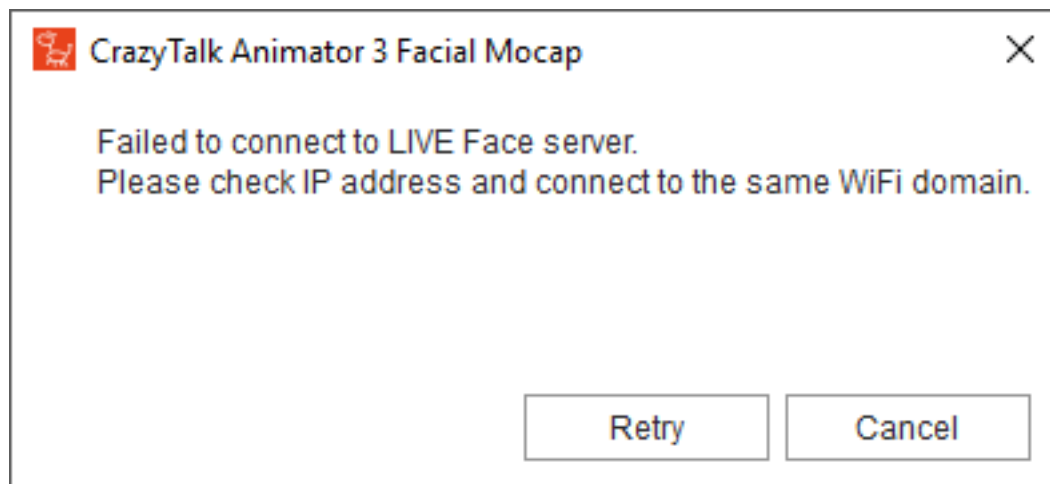 CrazyTalk Animator 3 Facial Mocap
Failed to connect to LIVE Face server.
Please check IP address and connect to the same WiFi domain.
Retry
Cancel